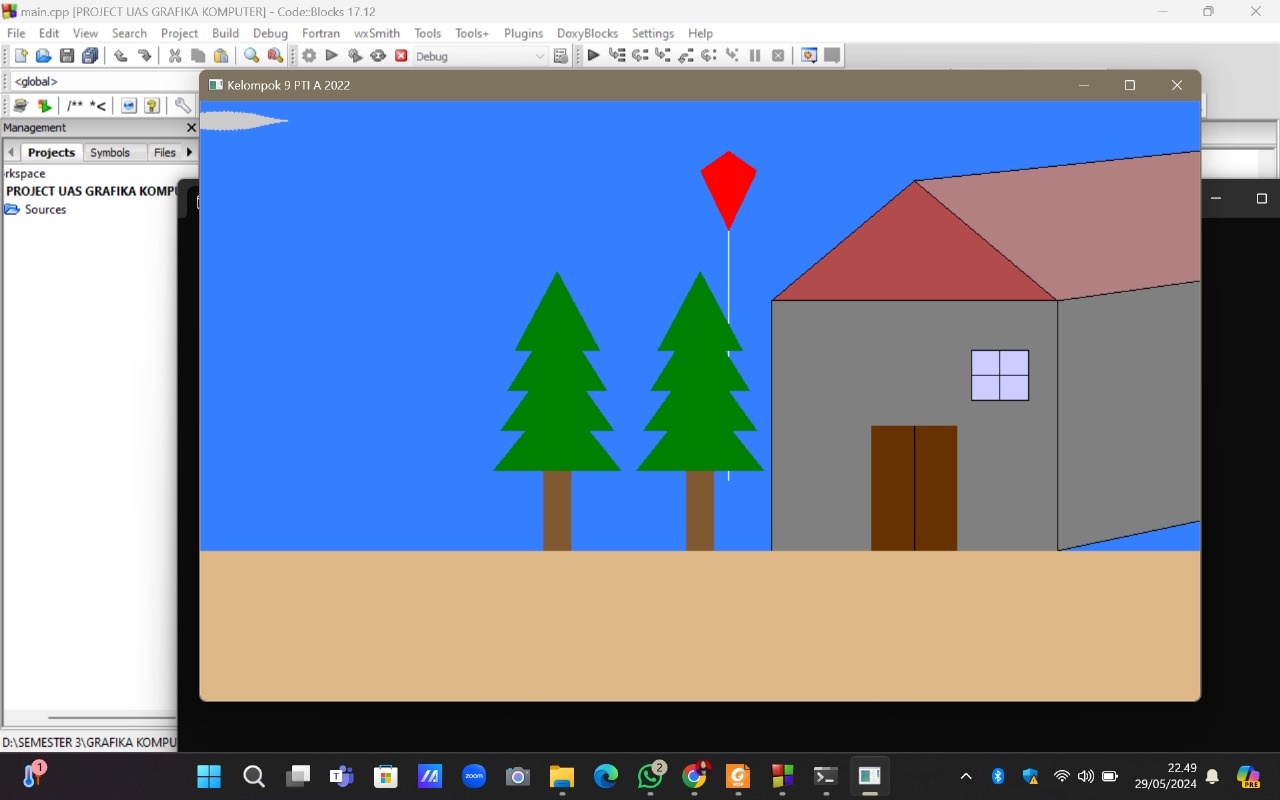 main.cpp [PROJECT UAS GRAFIKA KOMPUTER] - Code::Blocks 17.12
File Edit View Search Project Build Debug Fortran wxSmith Tools Tools+ Plugins DoxyBlocks Settings Help
Debug
<global>
Kelompok 9 PTI A 2022
/** *<
Management
Projects Symbols Files
rkspace
PROJECT UAS GRAFIKA KOMPU
Sources
D:\SEMESTER 3\GRAFIKA KOMPU
1
zoom
2
22.49
29/05/2024
PRE